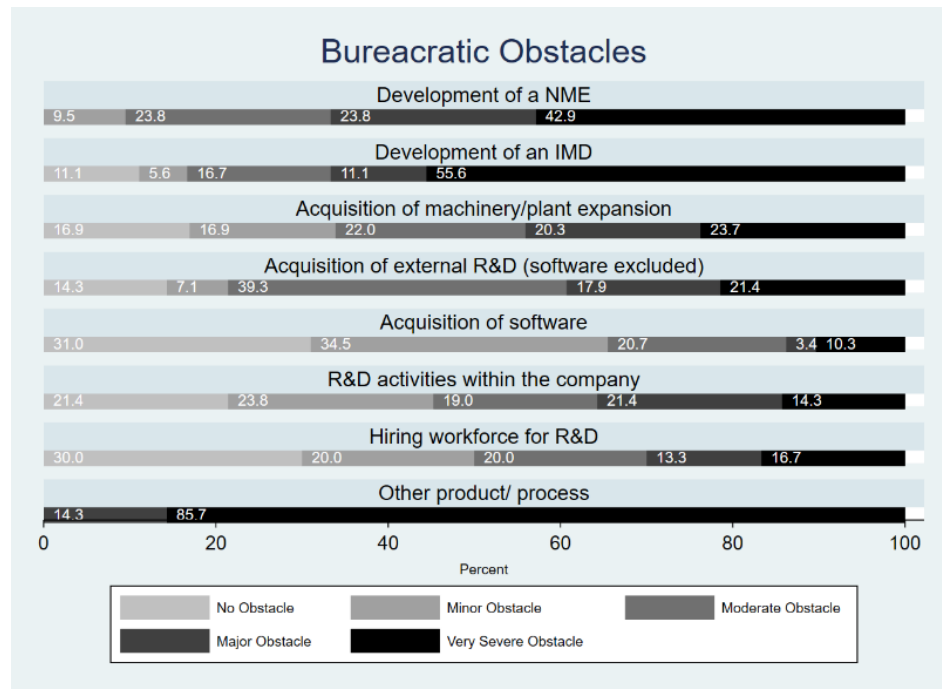 Bureacratic Obstacles
Development of a NME
9.5 23.8 23.8 42.9
Development of an IMD
11.1 5.6 16.7 11.1 55.6
Acquisition of machinery/plant expansion
16.9 16.9 22.0 20.3 23.7
Acquisition of external R&D (software excluded)
14.3 7.1 39.3 17.9 21.4
Acquisition of software
31.0 34.5 20.7 3.4 10.3
R&D activities within the company
21.4 23.8 19.0 21.4 14.3
Hiring workforce for R&D
30.0 20.0 20.0 13.3 16.7
Other product/ process
14.3 85.7
0 20 40 60 80 100
Percent
No Obstacle Minor Obstacle Moderate Obstacle
Major Obstacle Very Severe Obstacle